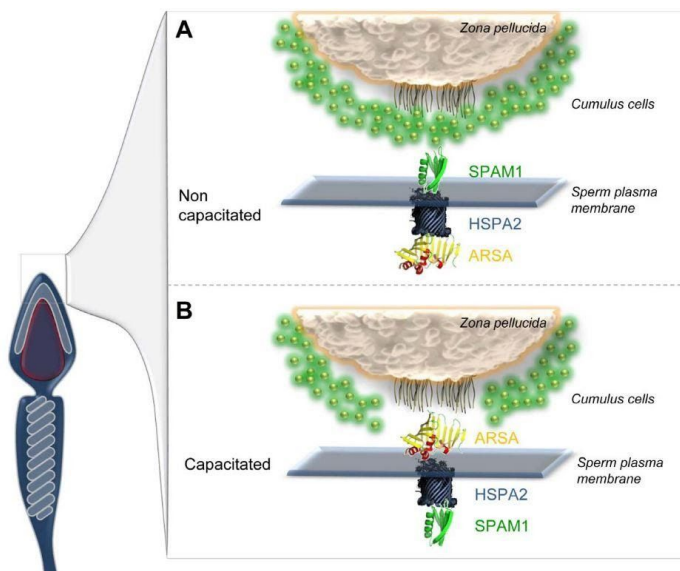 A
Zona pellucida
Cumulus cells
SPAM1
Non
capacitated
Sperm plasma
membrane
HSPA2
ARSA
B
Zona pellucida
Cumulus cells
ARSA
Capacitated
Sperm plasma
membrane
HSPA2
SPAM1